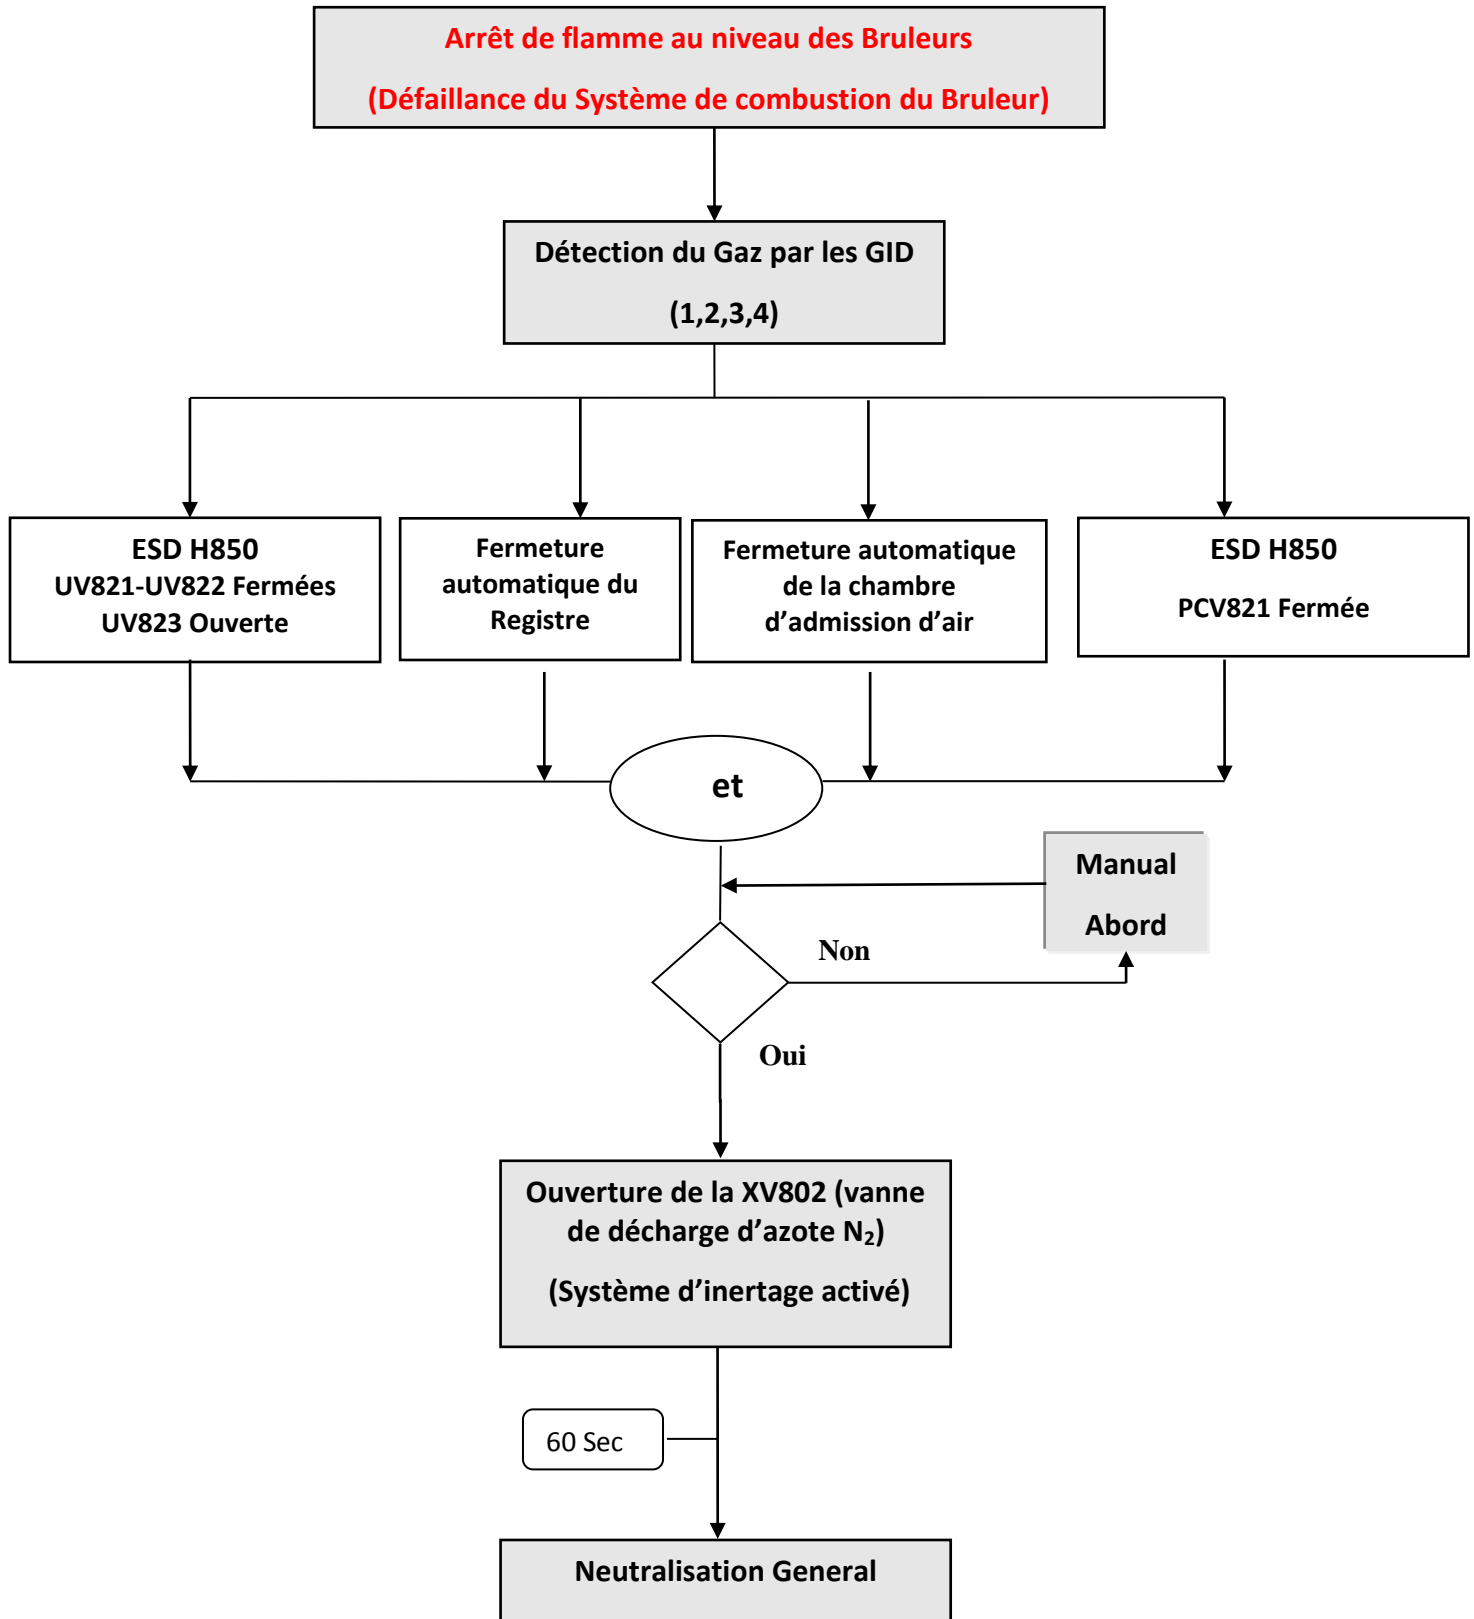 Arrêt de flamme au niveau des Bruleurs
(Défaillance du Système de combustion du Bruleur)
Détection du Gaz par les GID
(1,2,3,4)
ESD H850
UV821-UV822 Fermées
UV823 Ouverte
Fermeture
automatique du
Registre
Fermeture automatique
de la chambre
d’admission d’air
ESD H850
PCV821 Fermée
et
Manual
Abord
Non
Oui
Ouverture de la XV802 (vanne
de décharge d’azote N₂)
(Système d’inertage activé)
60 Sec
Neutralisation General